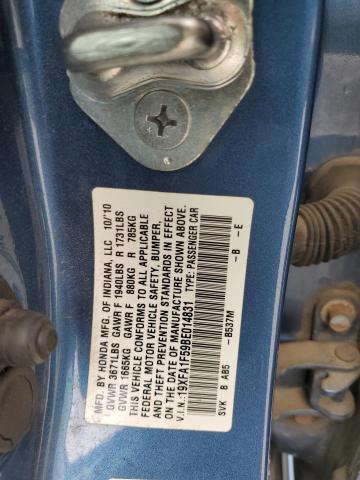 MFD. BY HONDA MFG. OF INDIANA, LLC 10/'10
GVWR 3671LBS GAWR F 1940LBS R 1731LBS
GVWR 1665KG GAWR F 880KG R 785KG
THIS VEHICLE CONFORMS TO ALL APPLICABLE
FEDERAL MOTOR VEHICLE SAFETY, BUMPER,
AND THEFT PREVENTION STANDARDS IN EFFECT
ON THE DATE OF MANUFACTURE SHOWN ABOVE.
V.I.N.:19XFA1F59BE014831 TYPE: PASSENGER CAR
SVK B AB5 -B537M -B -E